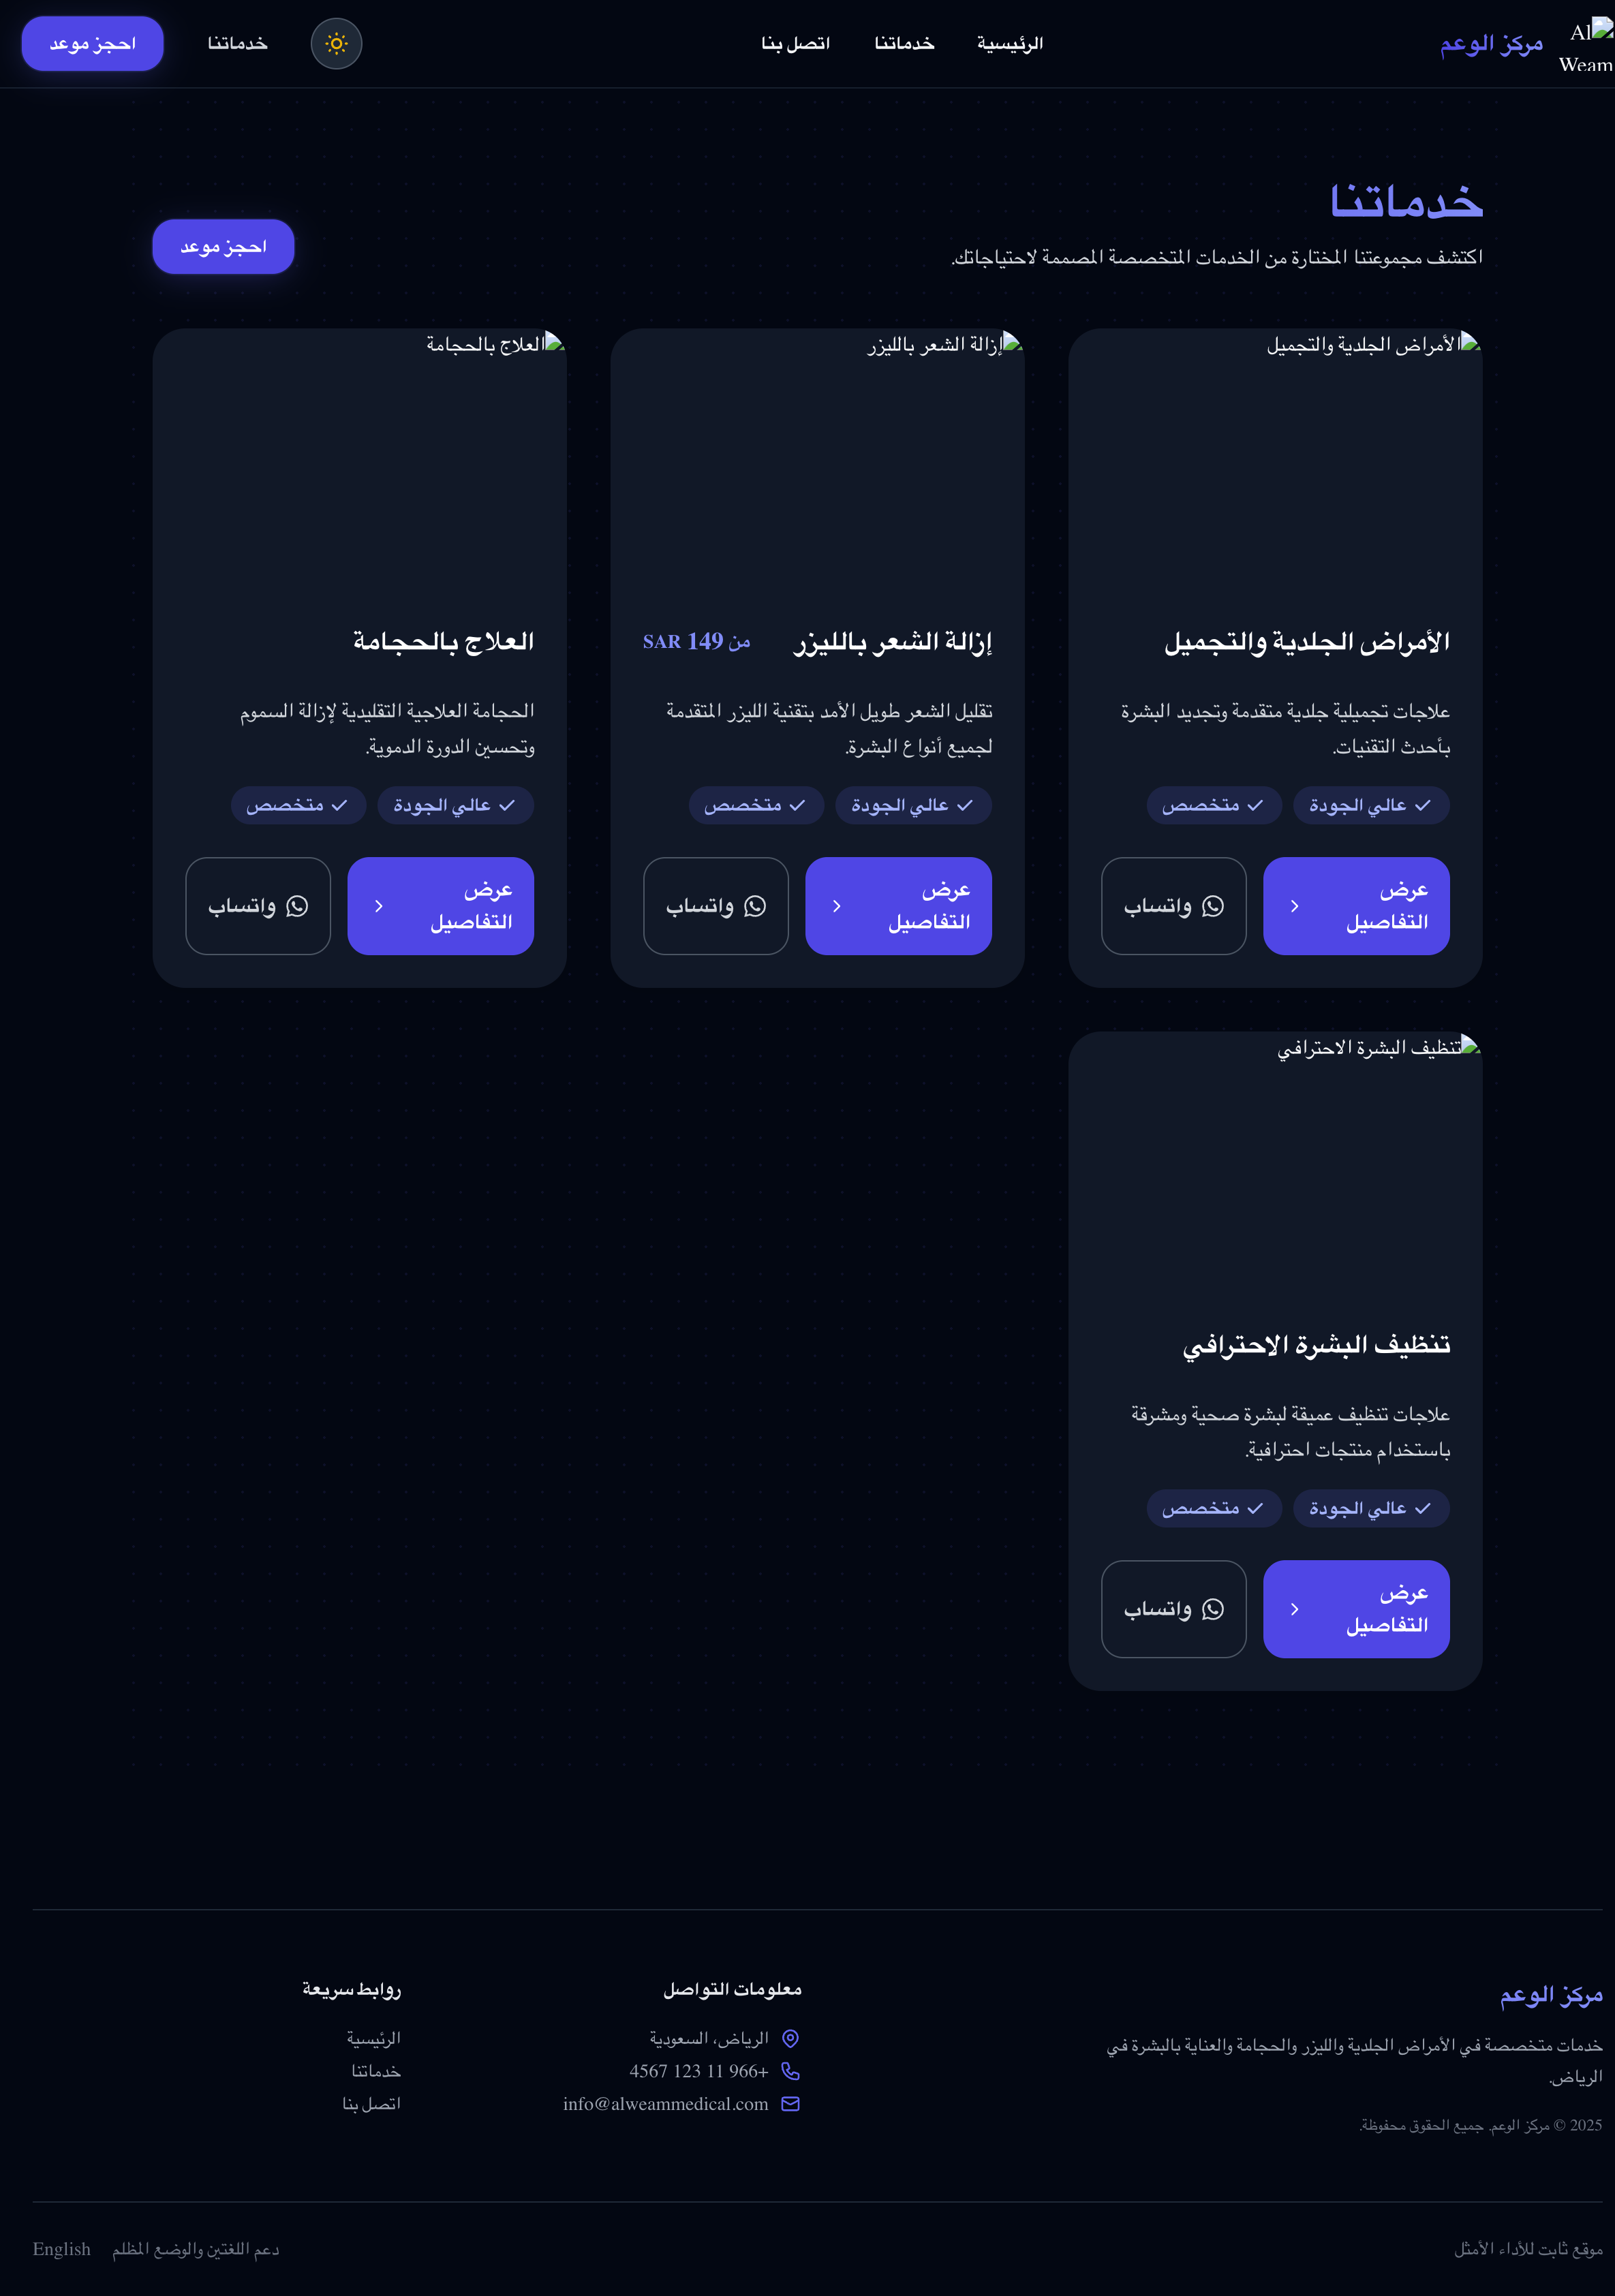 Al
Weam
مركز الوعم
الرئيسية
خدماتنا
اتصل بنا
خدماتنا
احجز موعد
خدماتنا
اكتشف مجموعتنا المختارة من الخدمات المتخصصة المصممة لاحتياجاتك.
احجز موعد
الأمراض الجلدية والتجميل
الأمراض الجلدية والتجميل
علاجات تجميلية جلدية متقدمة وتجديد البشرة
بأحدث التقنيات.
عالي الجودة
متخصص
عرض
التفاصيل
واتساب
إزالة الشعر بالليزر
إزالة الشعر بالليزر
من 149 SAR
تقليل الشعر طويل الأمد بتقنية الليزر المتقدمة
لجميع أنواع البشرة.
عالي الجودة
متخصص
عرض
التفاصيل
واتساب
العلاج بالحجامة
العلاج بالحجامة
الحجامة العلاجية التقليدية لإزالة السموم
وتحسين الدورة الدموية.
عالي الجودة
متخصص
عرض
التفاصيل
واتساب
تنظيف البشرة الاحترافي
تنظيف البشرة الاحترافي
علاجات تنظيف عميقة لبشرة صحية ومشرقة
باستخدام منتجات احترافية.
عالي الجودة
متخصص
عرض
التفاصيل
واتساب
مركز الوعم
خدمات متخصصة في الأمراض الجلدية والليزر والحجامة والعناية بالبشرة في
الرياض.
2025 © مركز الوعم. جميع الحقوق محفوظة.
معلومات التواصل
الرياض، السعودية
+966 11 123 4567
info@alweammedical.com
روابط سريعة
الرئيسية
خدماتنا
اتصل بنا
موقع ثابت للأداء الأمثل
دعم اللغتين والوضع المظلم
English